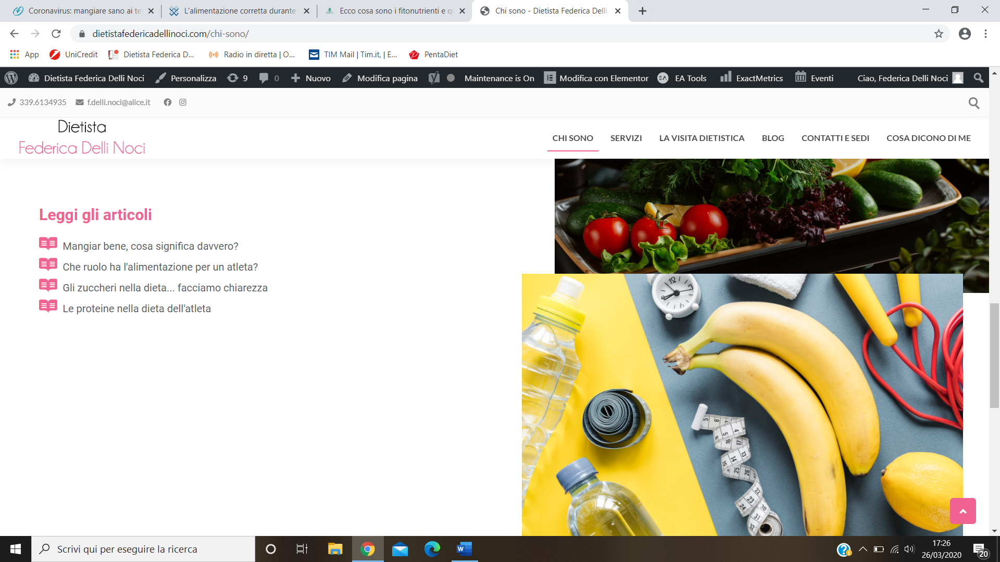 Coronavirus: mangiare sano ai te
L'alimentazione corretta durante
Ecco cosa sono i fitonutrienti e q
Chi sono - Dietista Federica Delli
dietistafedericadellinoci.com/chi-sono/
App UniCredit Dietista Federica D... Radio in diretta | O... TIM Mail | Tim.it, | E... PentaDiet
Dietista Federica Delli Noci Personalizza 9 0 Nuovo Modifica pagina Maintenance is On Modifica con Elementor EA EA Tools ExactMetrics Eventi Ciao, Federica Delli Noci
339.6134935 f.delli.noci@alice.it
Dietista
Federica Delli Noci
CHI SONO SERVIZI LA VISITA DIETISTICA BLOG CONTATTI E SEDI COSA DICONO DI ME
Leggi gli articoli
Mangiar bene, cosa significa davvero?
Che ruolo ha l'alimentazione per un atleta?
Gli zuccheri nella dieta... facciamo chiarezza
Le proteine nella dieta dell'atleta
Scrivi qui per eseguire la ricerca
17:26
26/03/2020
20